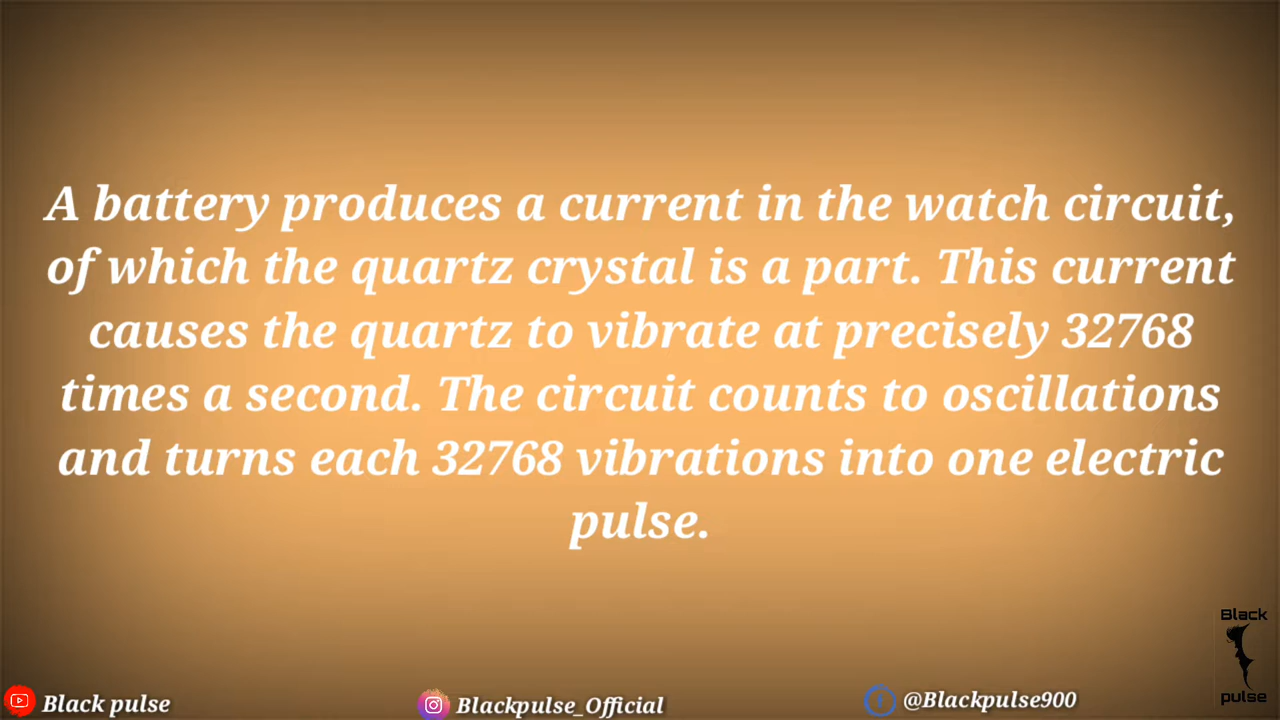 A battery produces a current in the watch circuit,
of which the quartz crystal is a part. This current
causes the quartz to vibrate at precisely 32768
times a second. The circuit counts to oscillations
and turns each 32768 vibrations into one electric
pulse.
Black
pulse
Black pulse
Blackpulse_Official
@Blackpulse900